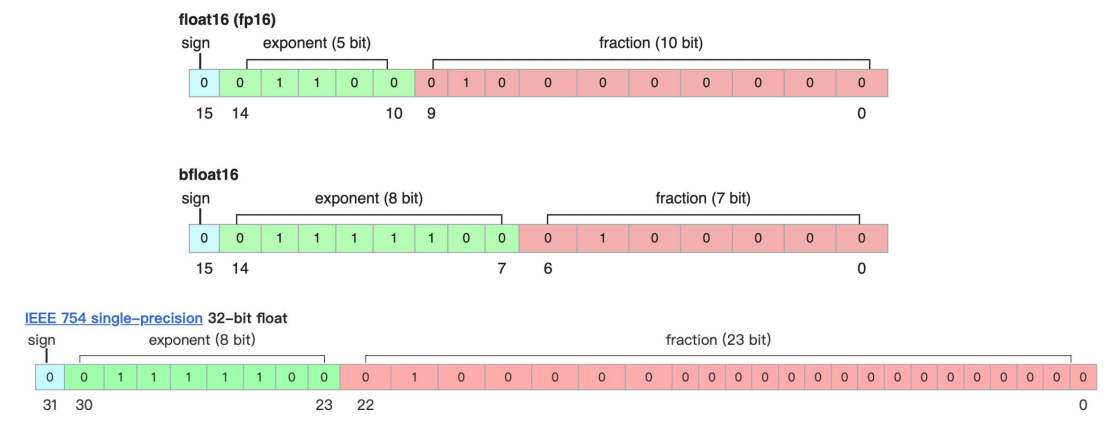 float16 (fp16)
sign exponent (5 bit) fraction (10 bit)
0 0 1 1 0 0 0 1 0 0 0 0 0 0 0 0
15 14 10 9 0
bfloat16
sign exponent (8 bit) fraction (7 bit)
0 0 1 1 1 1 1 0 0 0 1 0 0 0 0 0
15 14 7 6 0
IEEE 754 single-precision 32-bit float
sign exponent (8 bit) fraction (23 bit)
0 0 1 1 1 1 1 0 0 0 1 0 0 0 0 0 0 0 0 0 0 0 0 0 0 0 0 0 0 0 0 0
31 30 23 22 0